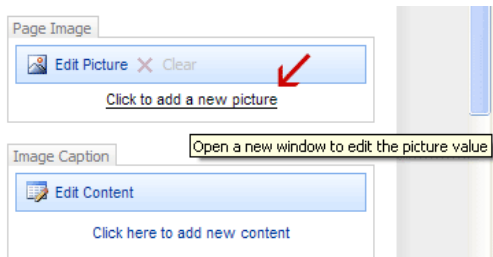 Page Image
Edit Picture Clear
Click to add a new picture
Open a new window to edit the picture value
Image Caption
Edit Content
Click here to add new content